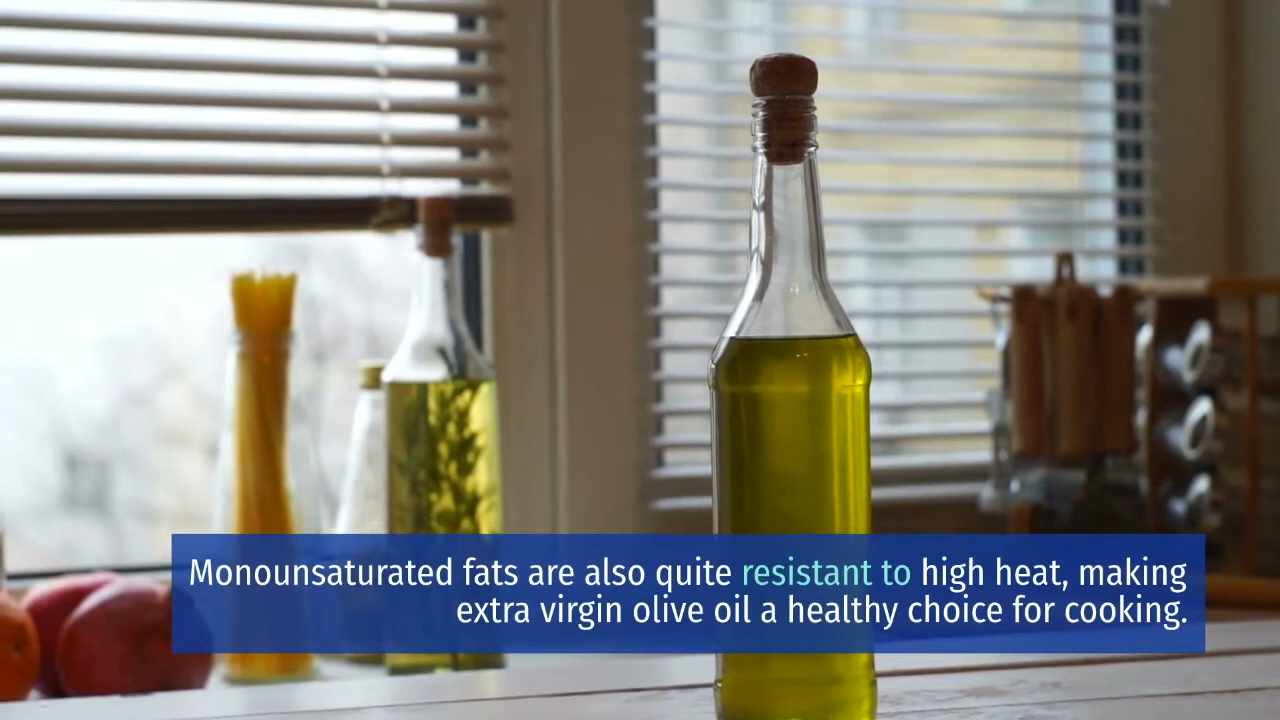 Monounsaturated fats are also quite resistant to high heat, making
extra virgin olive oil a healthy choice for cooking.